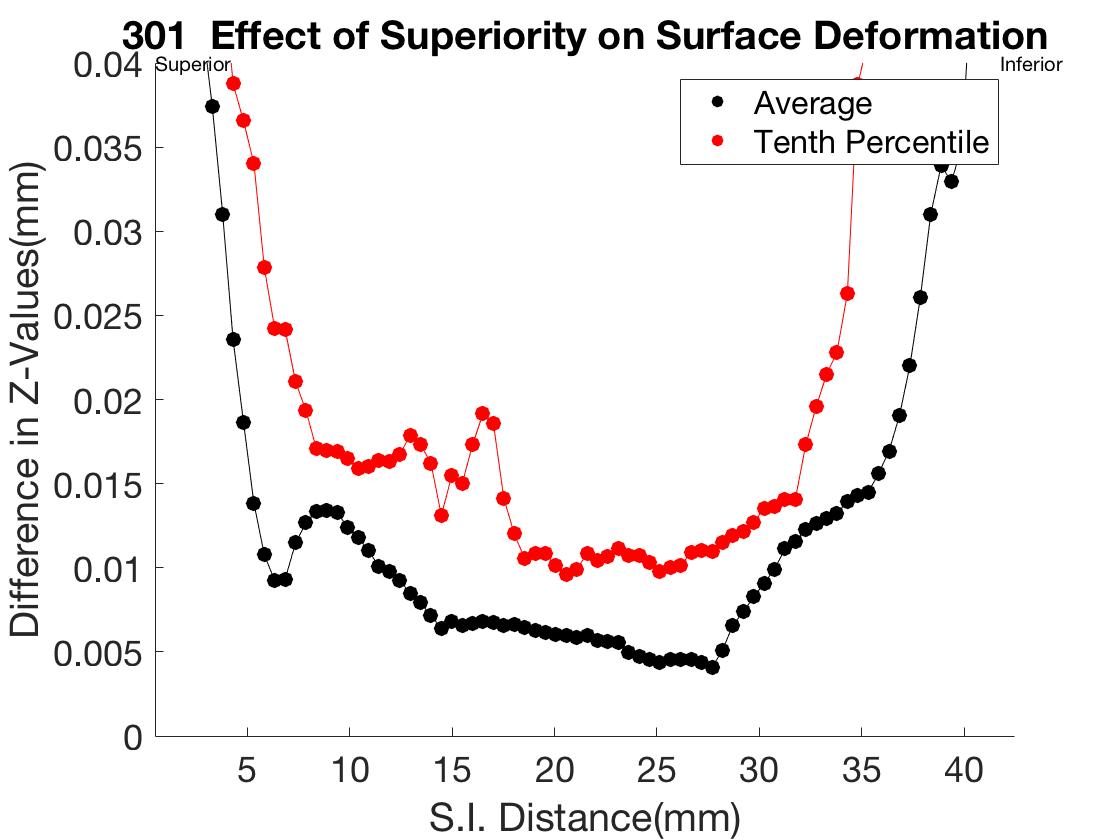 301  Effect of Superiority on Surface Deformation
Superior
Inferior
Average
Tenth Percentile
Difference in Z-Values(mm)
0.04
0.035
0.03
0.025
0.02
0.015
0.01
0.005
0
5 10 15 20 25 30 35 40
S.I. Distance(mm)